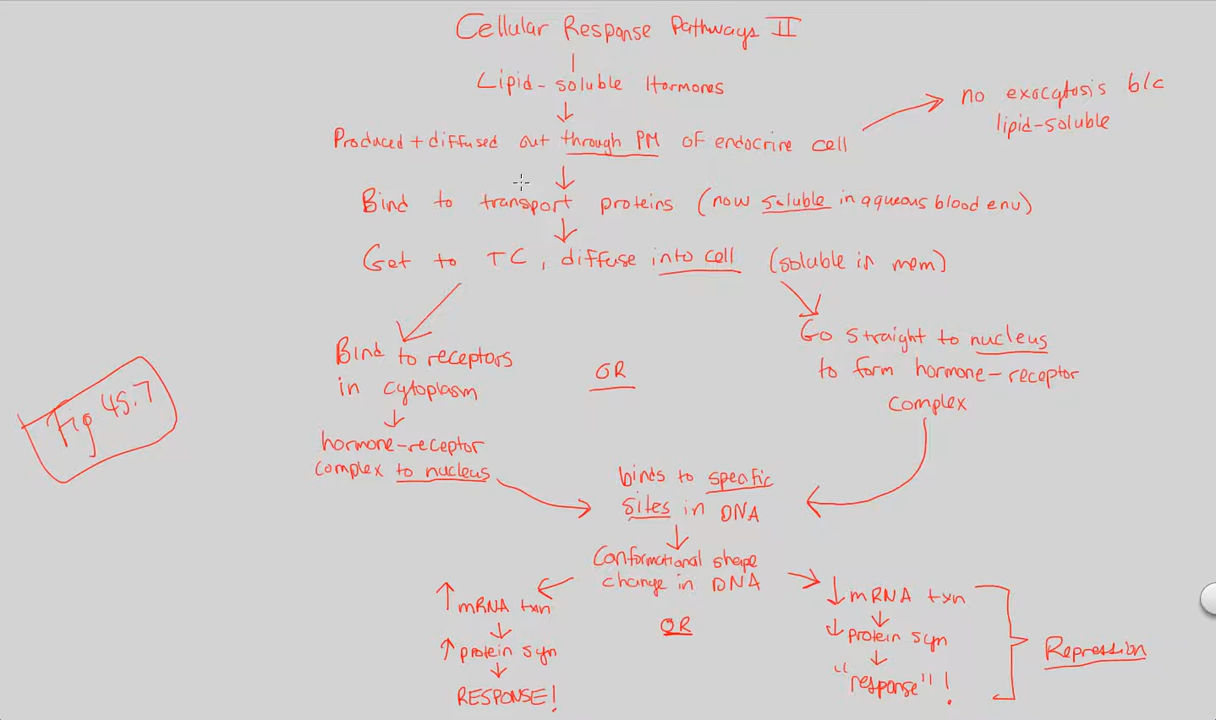 Cellular Response Pathways II
Lipid-soluble Hormones
no exocytosis b/c
lipid-soluble
Produced + diffused out through PM of endocrine cell
Bind to transport proteins (now soluble in aqueous blood env)
Get to TC, diffuse into cell (soluble in mem)
Bind to receptors
in cytoplasm
OR
Go straight to nucleus
to form hormone-receptor
complex
Fig 45.7
hormone-receptor
complex to nucleus
binds to specific
sites in DNA
Conformational shape
change in DNA
↑ mRNA txn
↑ protein syn
RESPONSE!
OR
↓ mRNA txn
↓ protein syn
"response"!
Repression